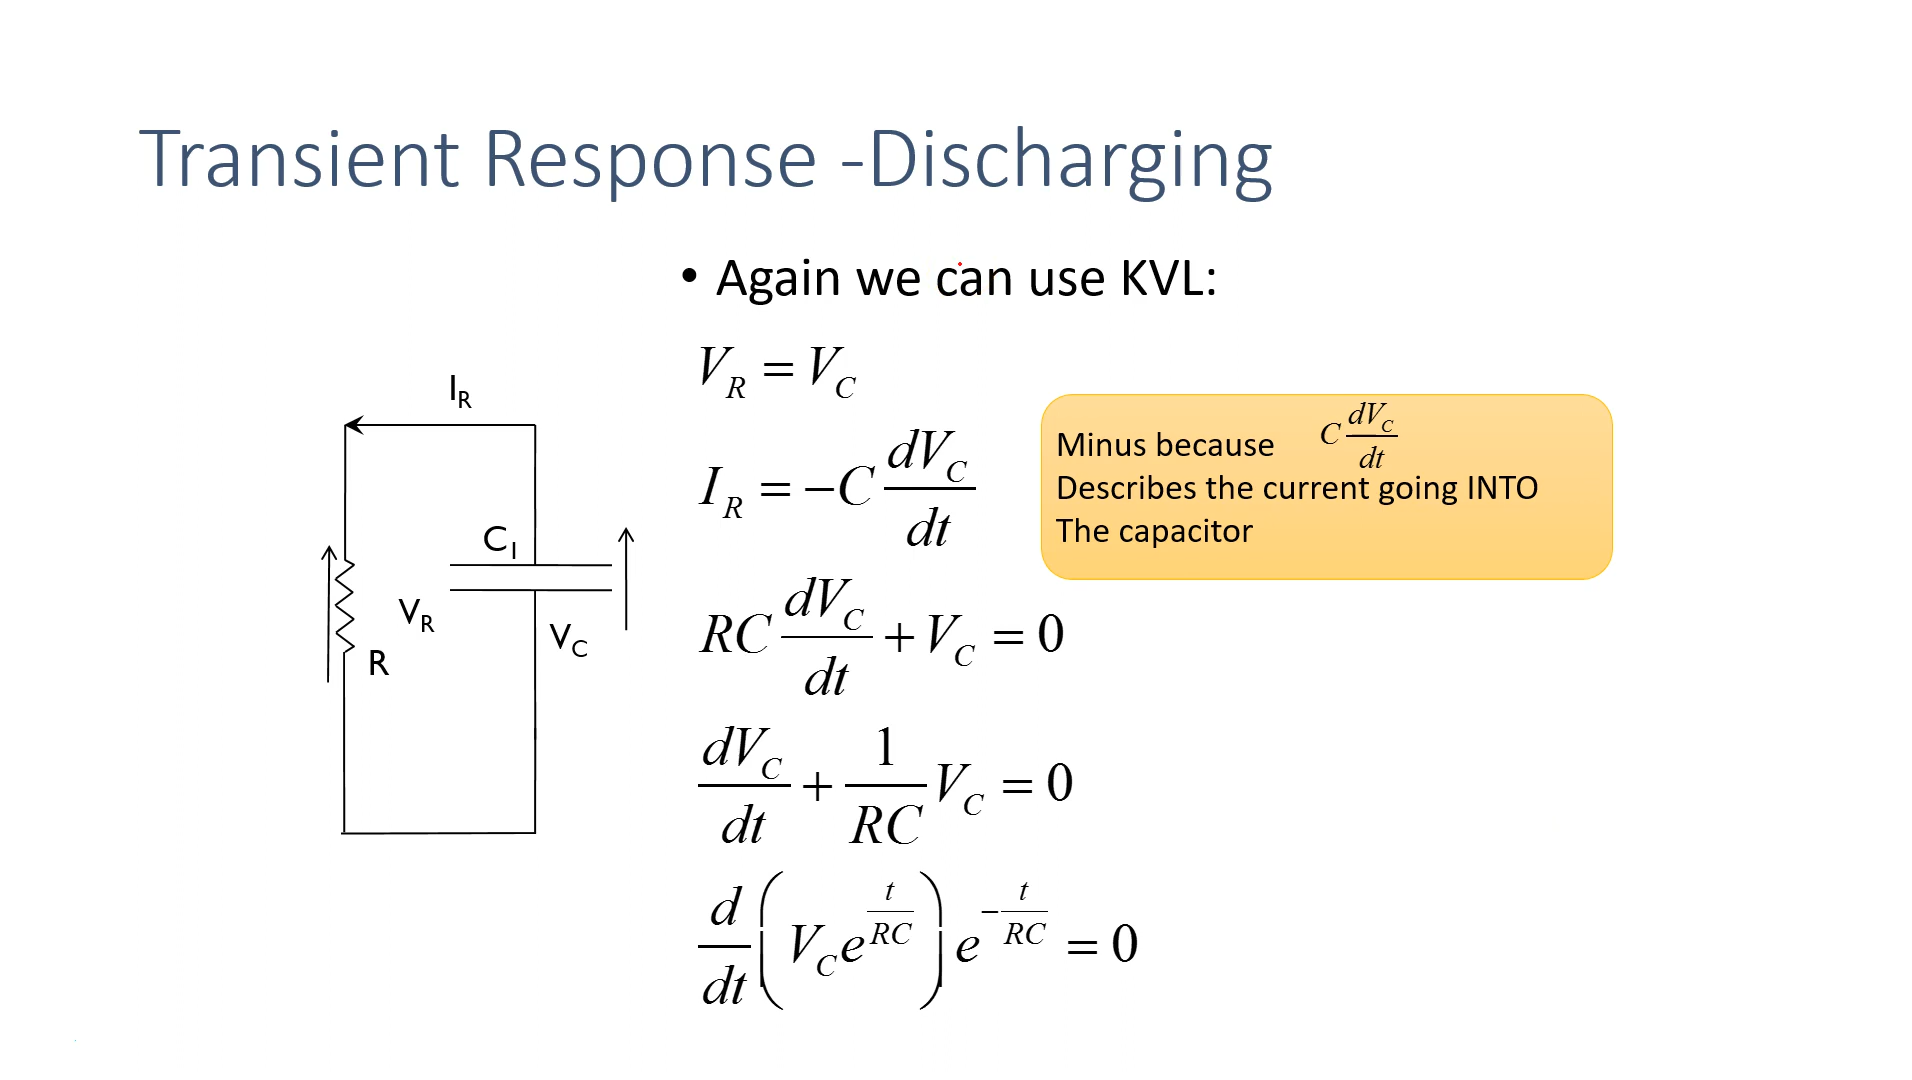 Transient Response -Discharging
• Again we can use KVL:
V_R = V_C
I_R = −C dV_C/dt
RC dV_C/dt + V_C = 0
dV_C/dt + 1/RC V_C = 0
d/dt (V_C e^{t/RC}) e^{−t/RC} = 0
Minus because C dV_C/dt
Describes the current going INTO
The capacitor
I_R
C_I
V_R
V_C
R